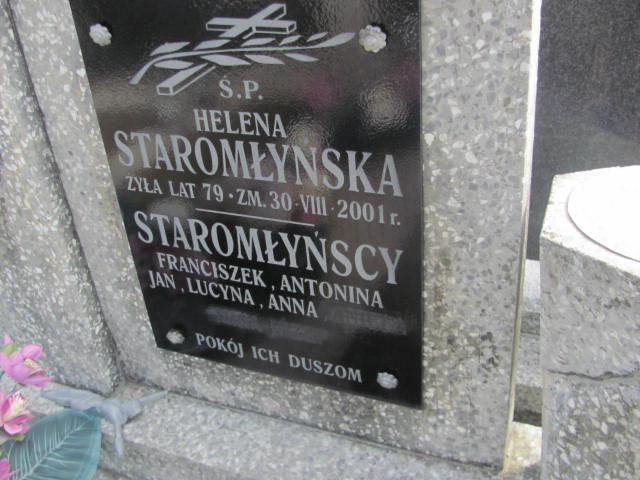 Ś.P.
HELENA
STAROMŁYNSKA
ŻYŁA LAT 79 • ZM. 30 • VIII • 2001 r.
STAROMŁYŃSCY
FRANCISZEK, ANTONINA
JAN, LUCYNA, ANNA
POKÓJ ICH DUSZOM